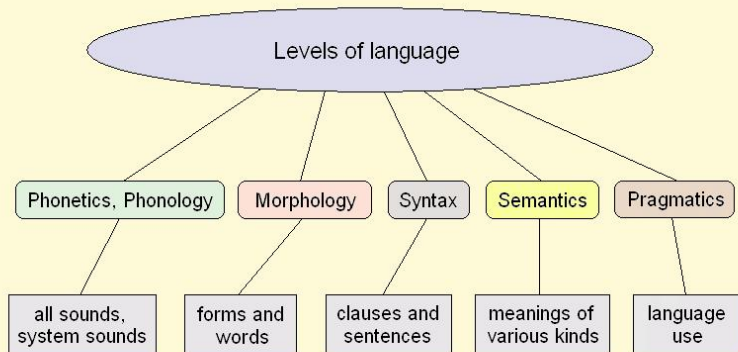 Levels of language
Phonetics, Phonology
Morphology
Syntax
Semantics
Pragmatics
all sounds,
system sounds
forms and
words
clauses and
sentences
meanings of
various kinds
language
use